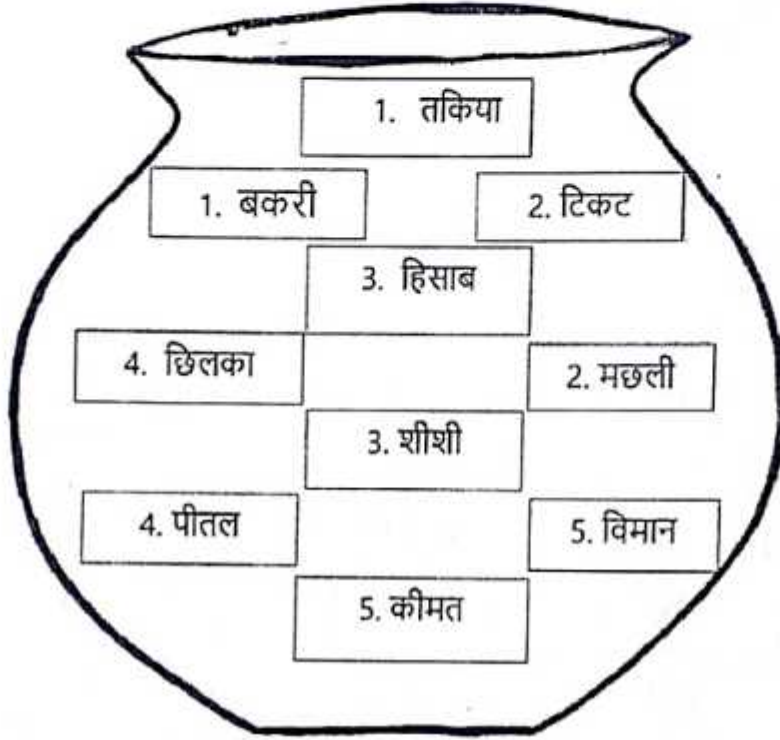 1. तकिया
1. बकरी
2. टिकट
3. हिसाब
4. छिलका
2. मछली
3. शीशी
4. पीतल
5. विमान
5. कीमत